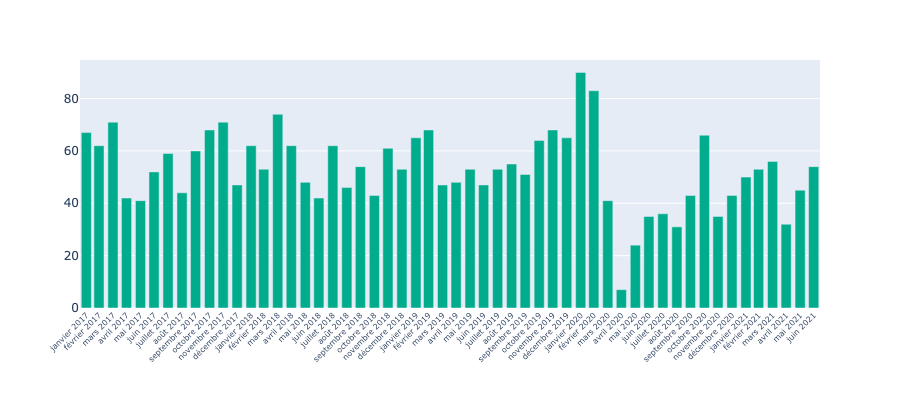 80
60
40
20
0
janvier 2017
février 2017
mars 2017
avril 2017
mai 2017
juin 2017
juillet 2017
août 2017
septembre 2017
octobre 2017
novembre 2017
décembre 2017
janvier 2018
février 2018
mars 2018
avril 2018
mai 2018
juin 2018
juillet 2018
août 2018
septembre 2018
octobre 2018
novembre 2018
décembre 2018
janvier 2019
février 2019
mars 2019
avril 2019
mai 2019
juin 2019
juillet 2019
août 2019
septembre 2019
octobre 2019
novembre 2019
décembre 2019
janvier 2020
février 2020
mars 2020
avril 2020
mai 2020
juin 2020
juillet 2020
août 2020
septembre 2020
octobre 2020
novembre 2020
décembre 2020
janvier 2021
février 2021
mars 2021
avril 2021
mai 2021
juin 2021